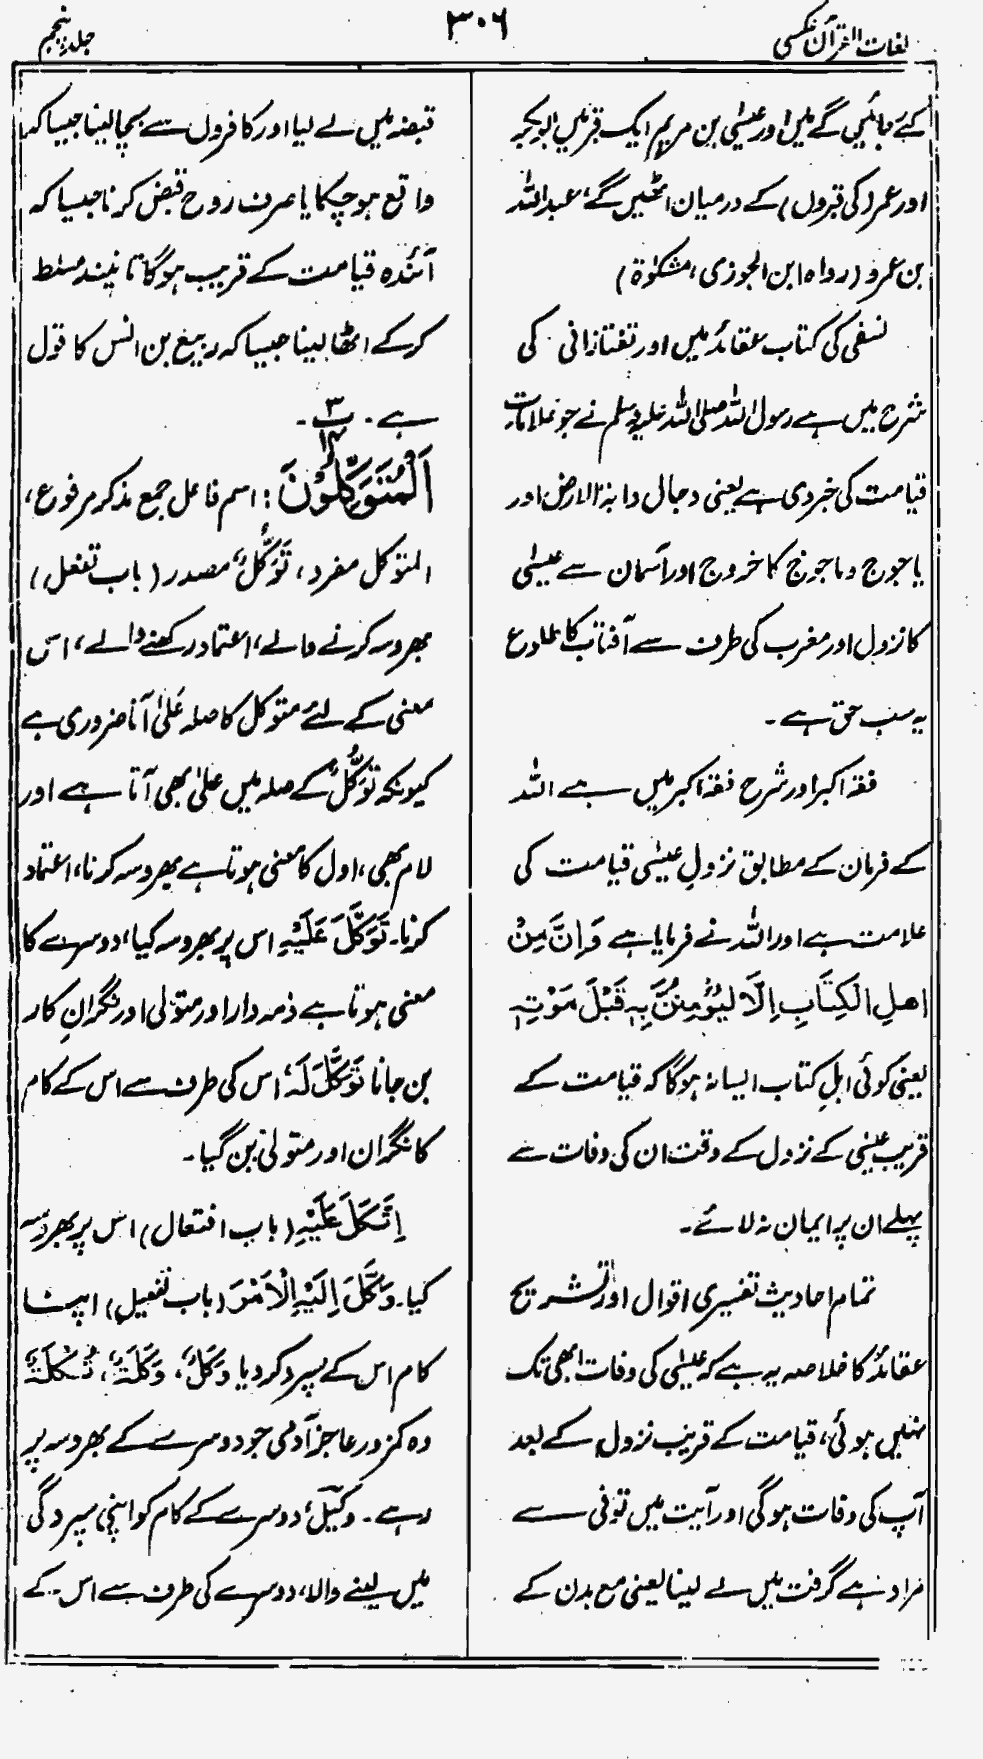 لغات القرآن عکسی
۳۰۶
جلد پنجم
کئے جائیں گے میں اور عیسٰی بن مریم ایک قبر میں ابوبکر
اور عمر (کی قبروں) کے درمیان اٹھیں گے، عبداللہ
بن عمرو (رواہ ابن الجوزی، مشکوٰۃ)
نسفی کی کتاب عقائد میں اور تفتازانی کی
شرح میں ہے رسول اللہ صلی اللہ علیہ وسلم نے جو علامات
قیامت کی خبر دی ہے یعنی دجال دابۃ الارض اور
یاجوج و ماجوج کا خروج اور آسمان سے عیسٰی
کا نزول اور مغرب کی طرف سے آفتاب کا طلوع
یہ سب حق ہے۔
فقہ اکبر اور شرح فقہ اکبر میں ہے اللہ
کے فرمان کے مطابق نزولِ عیسٰی قیامت کی
علامت ہے اور اللہ نے فرمایا ہے وَاِنَّ مِنْ
اھلِ الْکِتَابِ اِلَّا لَیُؤْمِنُنَّ بِہٖ قَبْلَ مَوْتِہٖ
یعنی کوئی اہلِ کتاب ایسا نہ ہوگا کہ قیامت کے
قریب عیسٰی کے نزول کے وقت ان کی وفات سے
پہلے ان پر ایمان نہ لائے۔
تمام احادیث تفسیری اقوال اور تشریح
عقائد کا خلاصہ یہ ہے کہ عیسٰی کی وفات ابھی تک
نہیں ہوئی، قیامت کے قریب نزول کے بعد
آپ کی وفات ہوگی اور آیت میں توفی سے
مراد ہے گرفت میں لے لینا یعنی مع بدن کے
قبضہ میں لے لیا اور کافروں سے بچا لینا جیسا کہ
واقع ہوچکا یا صرف روح قبض کرنا جیسا کہ
آئندہ قیامت کے قریب ہوگا تا نیند مسلط
کرکے اٹھا لینا جیسا کہ ربیع بن انس کا قول
ہے۔ پ ۳ ۱۴۔
اَلْمُتَوَکِّلُوْنَ : اسم فاعل جمع مذکر مرفوع،
المتوکل مفرد، تَوَکُّلٌ مصدر (باب تفعل)
بھروسہ کرنے والے، اعتماد رکھنے والے، اس
معنی کے لئے متوکل کا صلہ عَلٰی آنا ضروری ہے
کیونکہ تَوَکُّلٌ کے صلہ میں علٰی بھی آتا ہے اور
لام بھی، اول کا معنی ہوتا ہے بھروسہ کرنا، اعتماد
کرنا۔ تَوَکَّلَ عَلَیْہِ اس پر بھروسہ کیا، دوسرے کا
معنی ہوتا ہے ذمہ دار اور متولی اور نگرانِ کار
بن جانا تَوَکَّلَ لَہٗ اس کی طرف سے اس کے کام
کا نگران اور متولی بن گیا۔
اِتَّکَلَ عَلَیْہِ (باب افتعال) اس پر بھروسہ
کیا۔ وَکَّلَ اِلَیْہِ الْاَمْرَ (باب تفعیل) اپنا
کام اس کے سپرد کر دیا وَکَلٌ، وَکَلَۃٌ، تُکَلَۃٌ
وہ کمزور عاجز آدمی جو دوسرے کے بھروسہ پر
رہے۔ وکیلٌ دوسرے کے کام کو اپنی سپردگی
میں لینے والا، دوسرے کی طرف سے اس کے